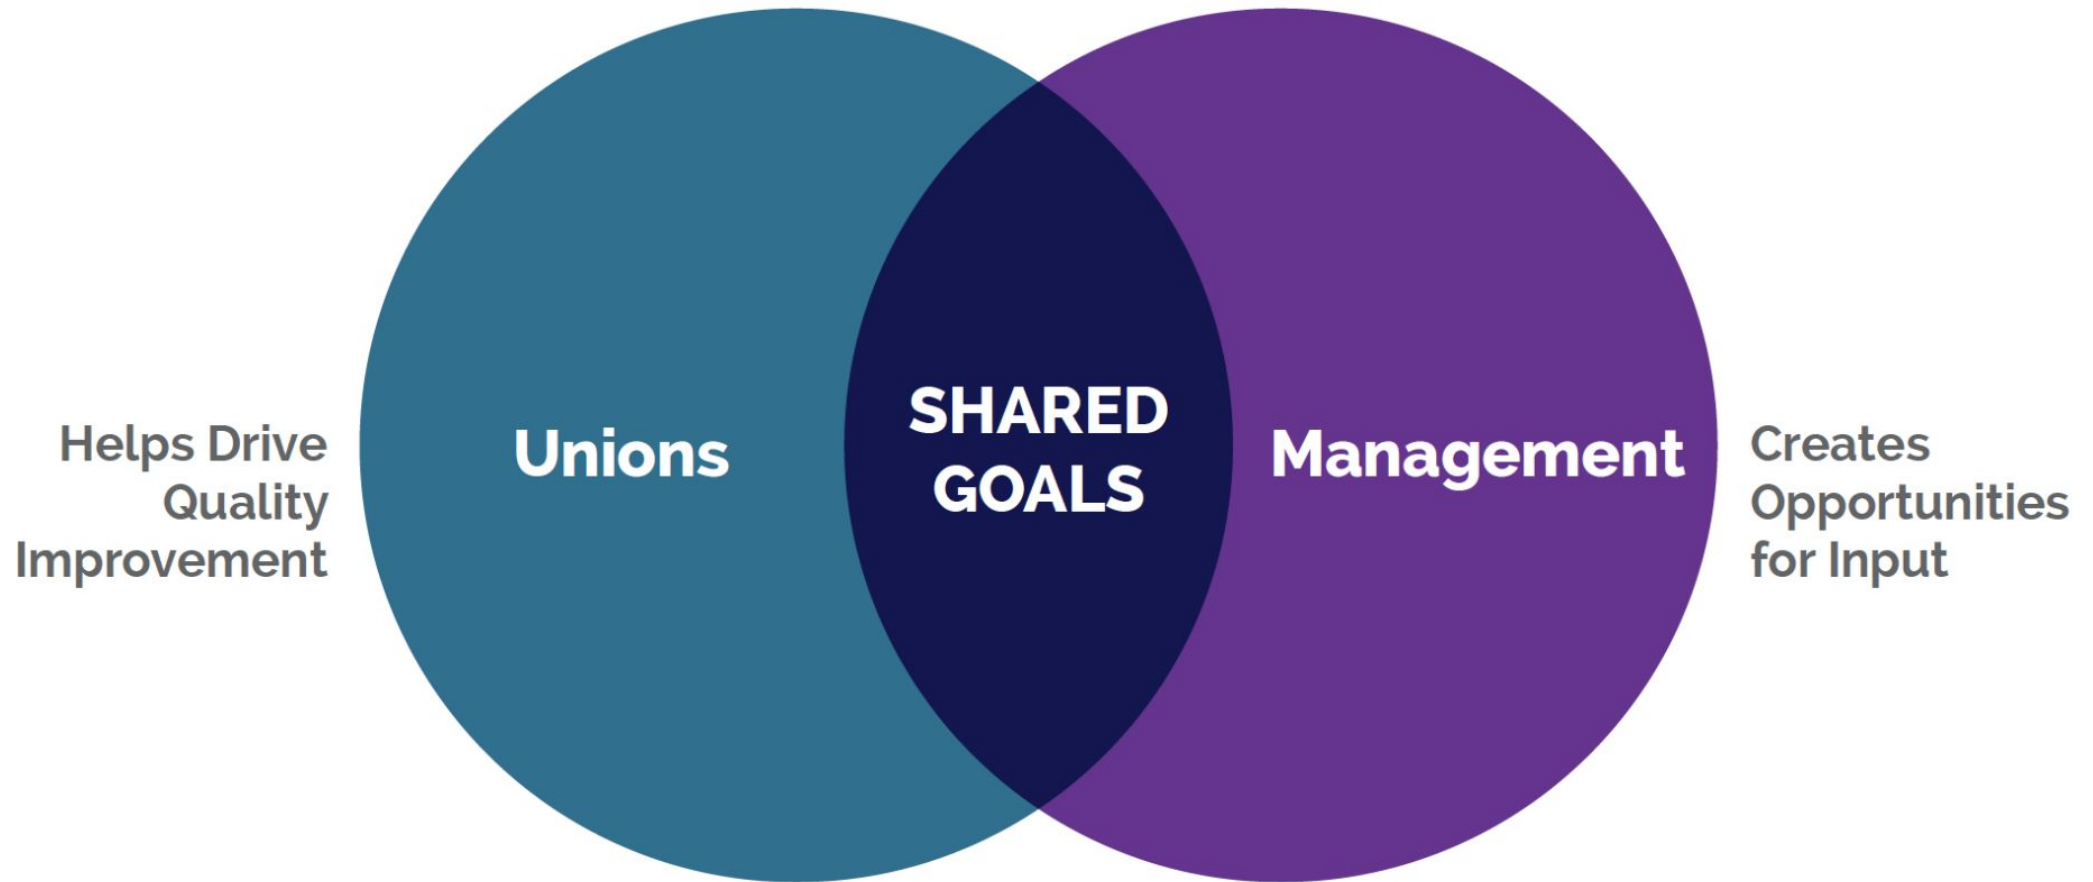 Helps Drive
Quality
Improvement
Unions
SHARED
GOALS
Management
Creates
Opportunities
for Input